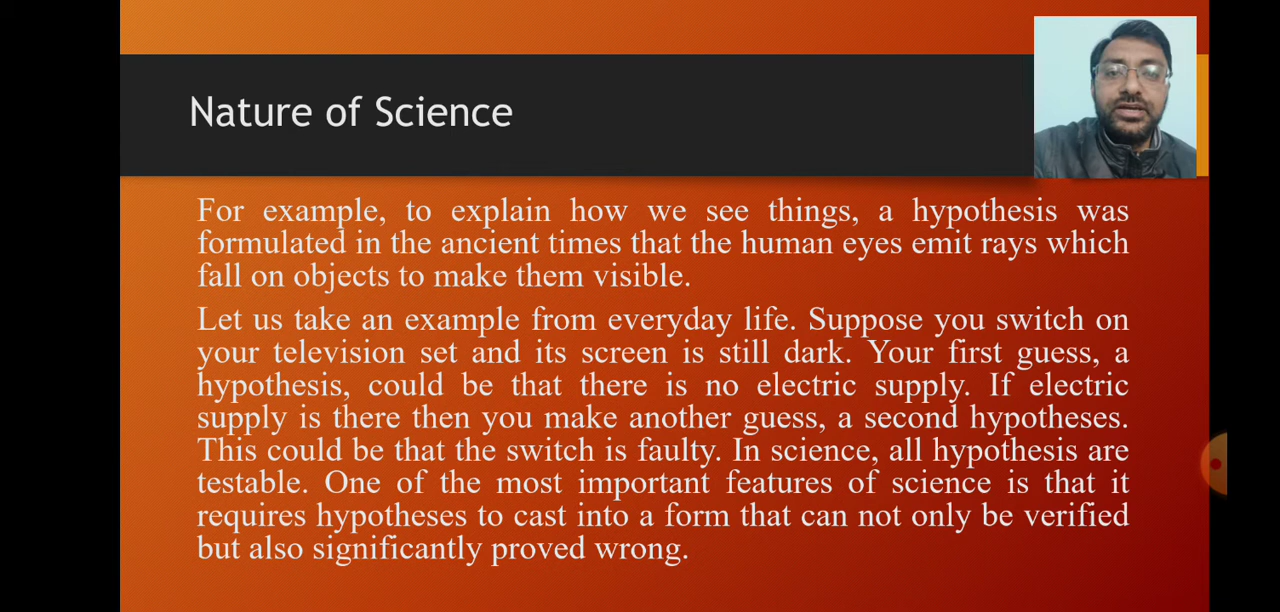 Nature of Science
For example, to explain how we see things, a hypothesis was
formulated in the ancient times that the human eyes emit rays which
fall on objects to make them visible.
Let us take an example from everyday life. Suppose you switch on
your television set and its screen is still dark. Your first guess, a
hypothesis, could be that there is no electric supply. If electric
supply is there then you make another guess, a second hypotheses.
This could be that the switch is faulty. In science, all hypothesis are
testable. One of the most important features of science is that it
requires hypotheses to cast into a form that can not only be verified
but also significantly proved wrong.